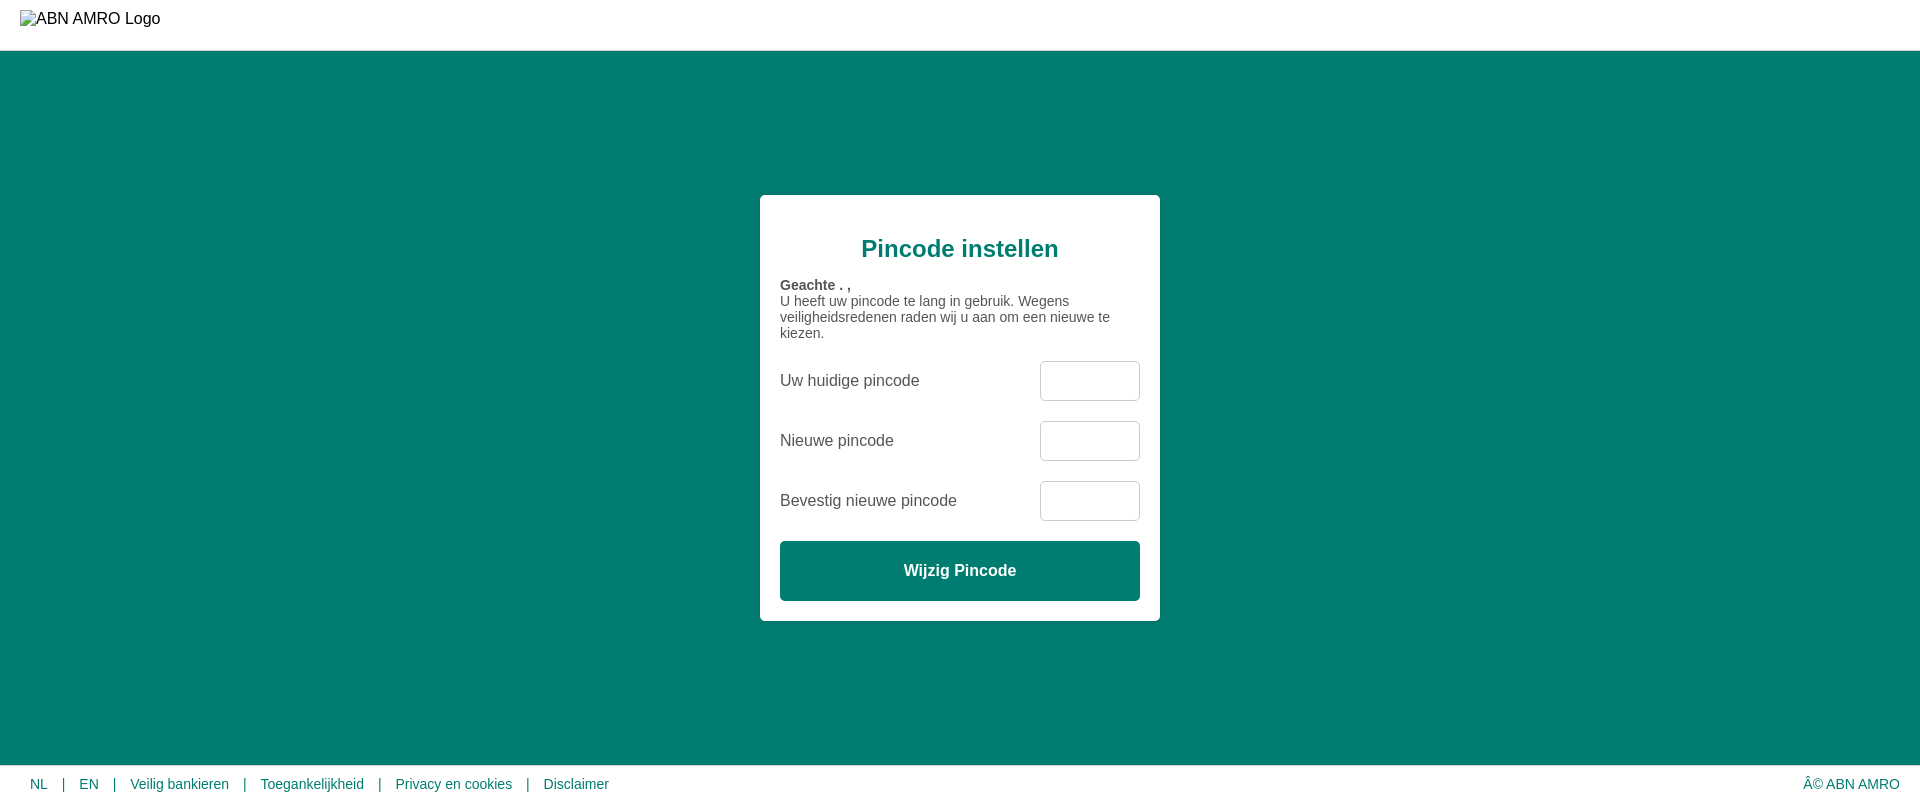 ABN AMRO Logo
Pincode instellen
Geachte . ,
U heeft uw pincode te lang in gebruik. Wegens
veiligheidsredenen raden wij u aan om een nieuwe te
kiezen.
Uw huidige pincode
Nieuwe pincode
Bevestig nieuwe pincode
Wijzig Pincode
NL | EN | Veilig bankieren | Toegankelijkheid | Privacy en cookies | Disclaimer © ABN AMRO